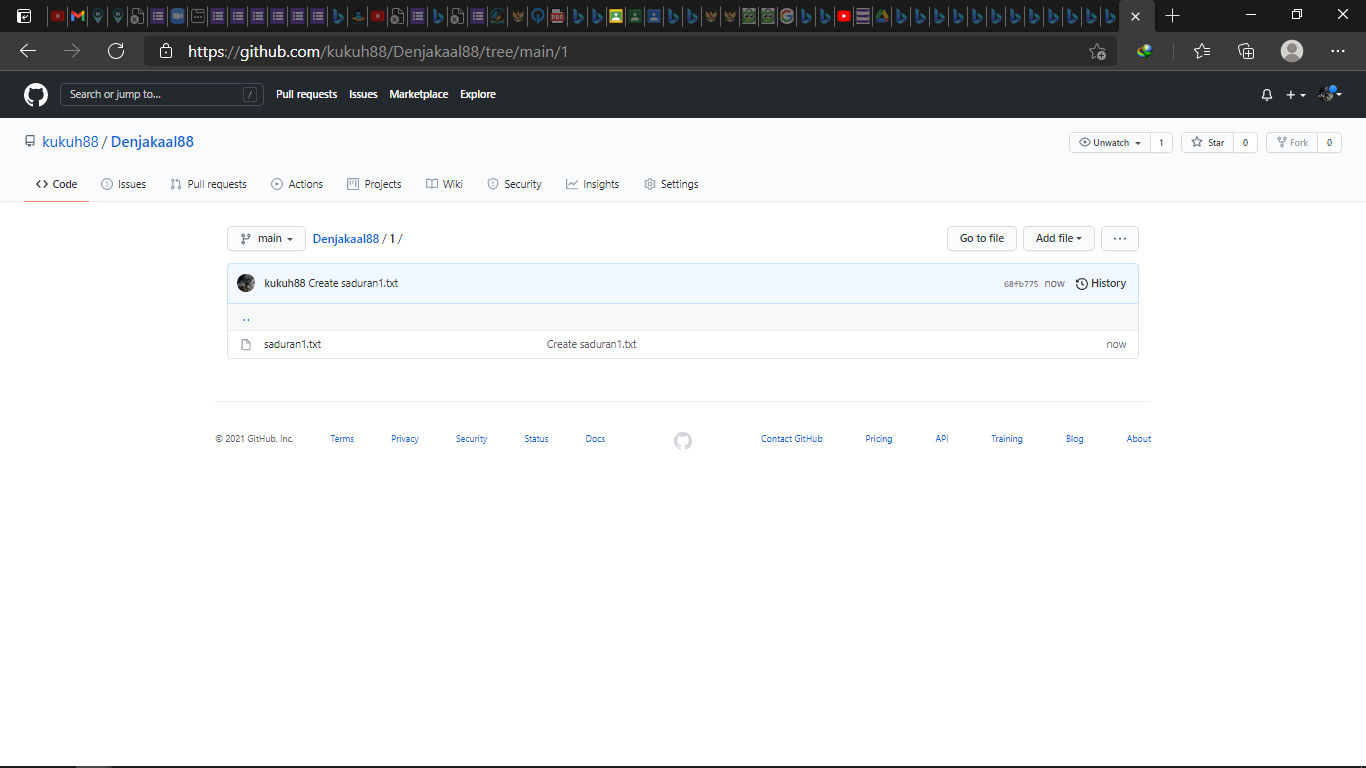 https://github.com/kukuh88/Denjakaal88/tree/main/1
Search or jump to... / Pull requests Issues Marketplace Explore
kukuh88 / Denjakaal88 Unwatch 1 Star 0 Fork 0
Code Issues Pull requests Actions Projects Wiki Security Insights Settings
main Denjakaal88 / 1 / Go to file Add file ...
kukuh88 Create saduran1.txt 68fb775 now History
..
saduran1.txt Create saduran1.txt now
© 2021 GitHub, Inc. Terms Privacy Security Status Docs Contact GitHub Pricing API Training Blog About